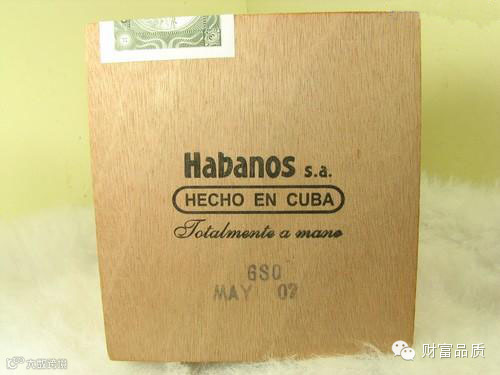 Habanos s.a.
HECHO EN CUBA
Totalmente a mano
GSO
MAY 02
财富品质